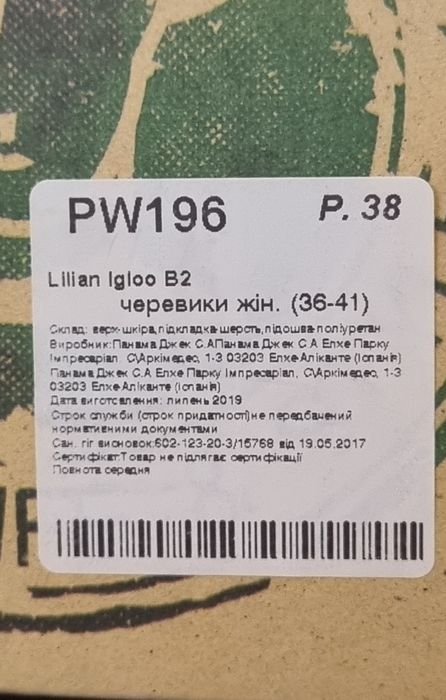 PW196 P. 38
Lilian Igloo B2
черевики жін. (36-41)
Склад: верх-шкіра,підкладка-шерсть,підошва-поліуретан
Виробник:Панама Джек С.АПанама Джек С.А Елхе Парку
Імпресаріал, С\Аркімедес, 1-3 03203 Елхе-Аліканте (Іспанія)
Панама Джек С.А Елхе Парку Імпресаріал, С\Аркімедес, 1-3
03203 Елхе-Аліканте (Іспанія)
Дата виготовлення: липень 2019
Строк служби (строк придатності)не передбачений
нормативними документами
Сан. гіг висновок:602-123-20-3/15768 від 19.05.2017
Сертифікат:Товар не підлягає сертифікації
Повнота середня